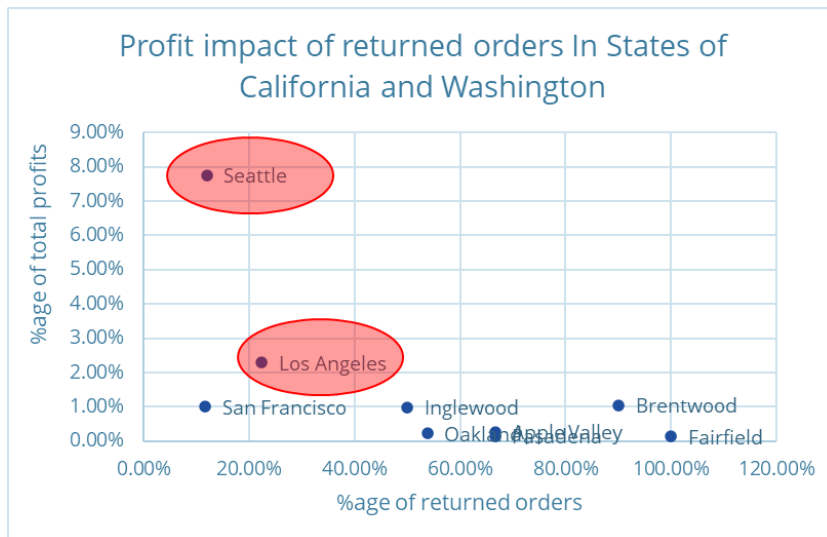 Profit impact of returned orders In States of
California and Washington
9.00%
8.00%
7.00%
6.00%
5.00%
4.00%
3.00%
2.00%
1.00%
0.00%
%age of total profits
Seattle
Los Angeles
San Francisco
Inglewood
Brentwood
Oakland
Apple Valley
Pasadena
Fairfield
0.00%
20.00%
40.00%
60.00%
80.00%
100.00%
120.00%
%age of returned orders